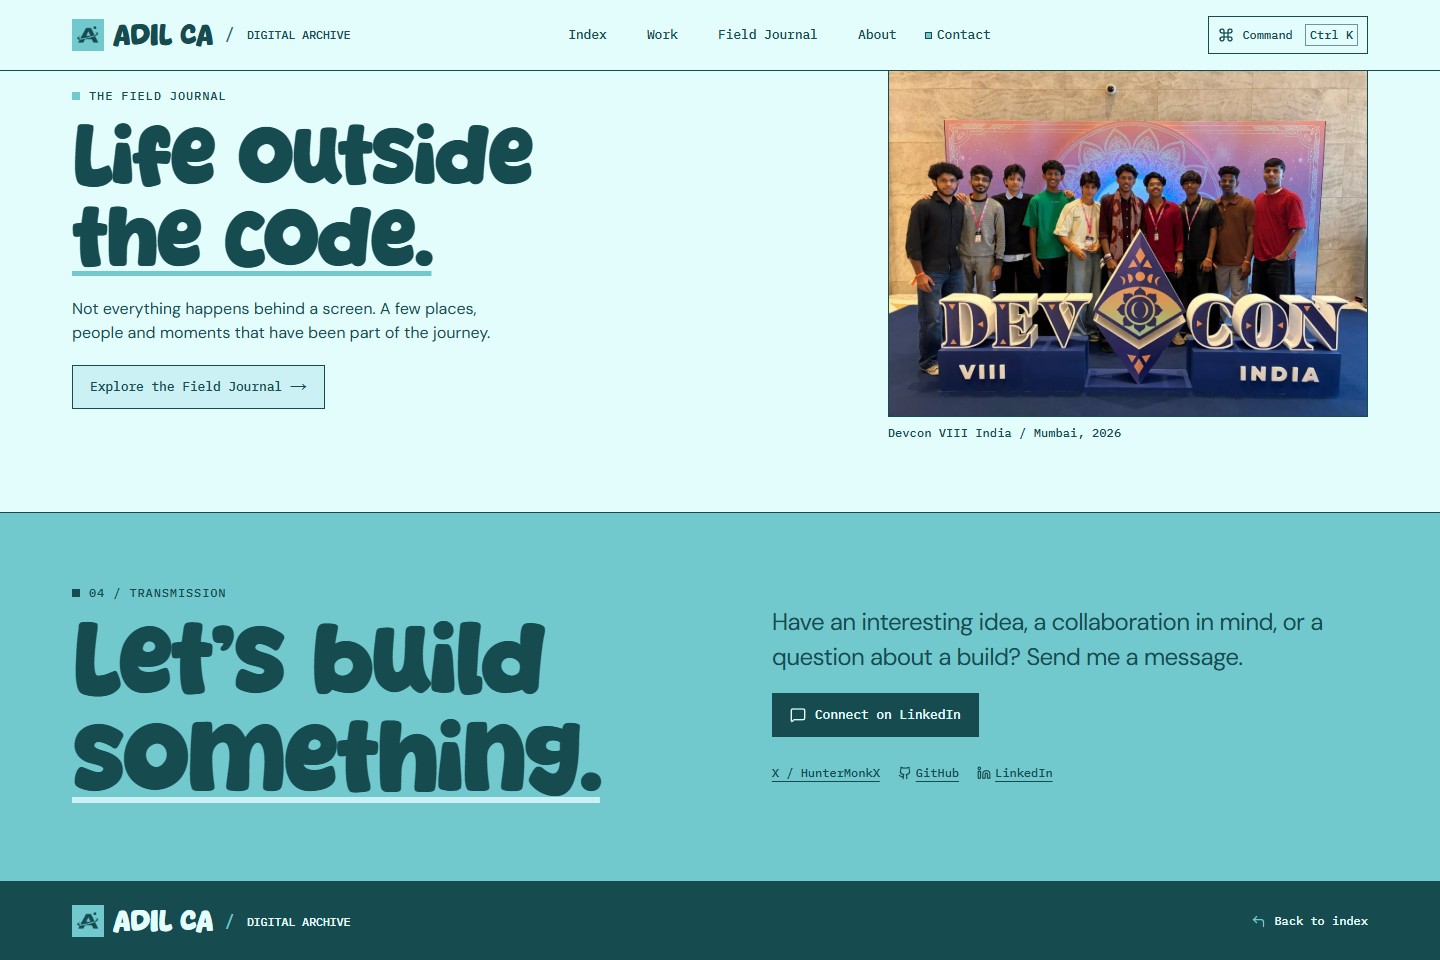 ADIL CA / DIGITAL ARCHIVE
Index Work Field Journal About Contact
Command Ctrl K
THE FIELD JOURNAL
Life outside
the code.
Not everything happens behind a screen. A few places,
people and moments that have been part of the journey.
Explore the Field Journal →
DEVCON
VIII INDIA
Devcon VIII India / Mumbai, 2026
04 / TRANSMISSION
Let's build
something.
Have an interesting idea, a collaboration in mind, or a
question about a build? Send me a message.
Connect on LinkedIn
X / HunterMonkX GitHub LinkedIn
ADIL CA / DIGITAL ARCHIVE
Back to index